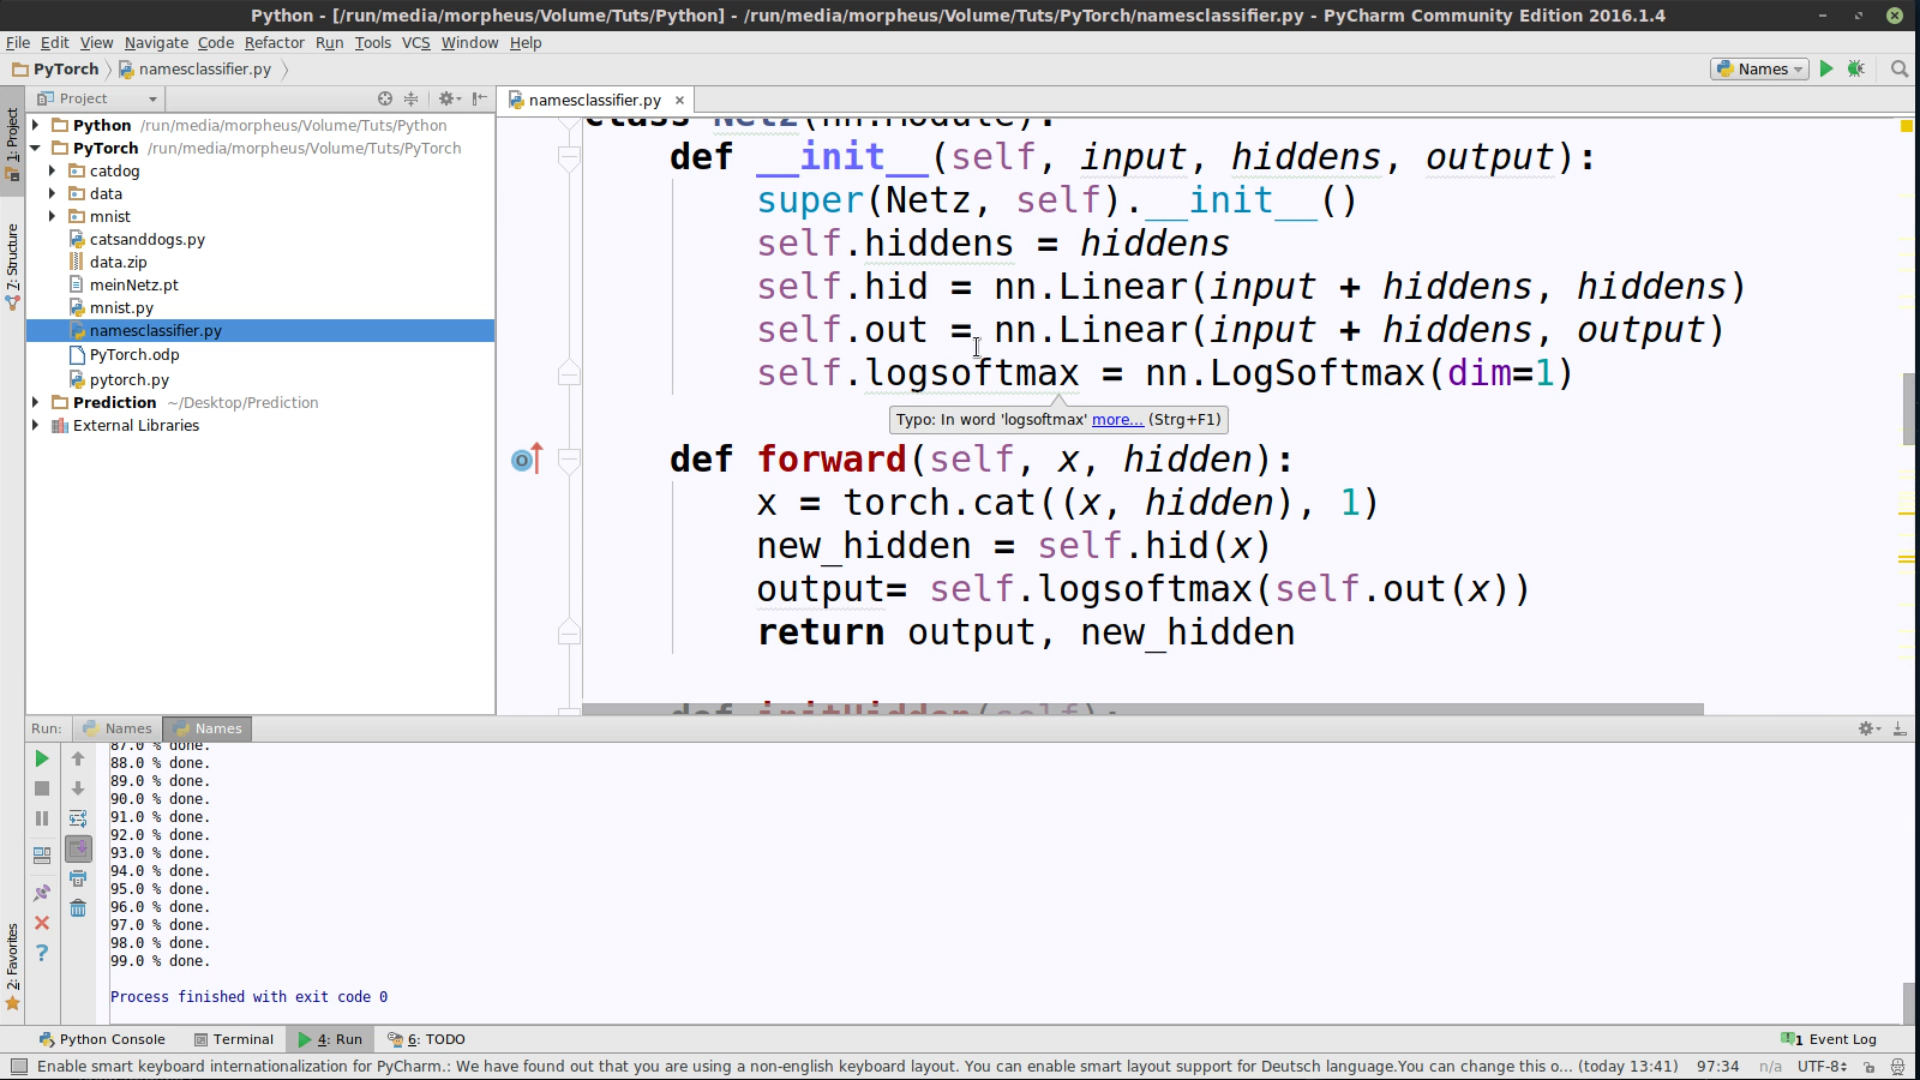 Python - [/run/media/morpheus/Volume/Tuts/Python] - /run/media/morpheus/Volume/Tuts/PyTorch/namesclassifier.py - PyCharm Community Edition 2016.1.4
File Edit View Navigate Code Refactor Run Tools VCS Window Help
PyTorch namesclassifier.py Names
Project
namesclassifier.py
1: Project
7: Structure
2: Favorites
Python /run/media/morpheus/Volume/Tuts/Python
PyTorch /run/media/morpheus/Volume/Tuts/PyTorch
catdog
data
mnist
catsanddogs.py
data.zip
meinNetz.pt
mnist.py
namesclassifier.py
PyTorch.odp
pytorch.py
Prediction ~/Desktop/Prediction
External Libraries
class Netz(nn.Module):
def __init__(self, input, hiddens, output):
super(Netz, self).__init__()
self.hiddens = hiddens
self.hid = nn.Linear(input + hiddens, hiddens)
self.out = nn.Linear(input + hiddens, output)
self.logsoftmax = nn.LogSoftmax(dim=1)
Typo: In word 'logsoftmax' more... (Strg+F1)
def forward(self, x, hidden):
x = torch.cat((x, hidden), 1)
new_hidden = self.hid(x)
output= self.logsoftmax(self.out(x))
return output, new_hidden
def initHidden(self):
Run: Names Names
87.0 % done.
88.0 % done.
89.0 % done.
90.0 % done.
91.0 % done.
92.0 % done.
93.0 % done.
94.0 % done.
95.0 % done.
96.0 % done.
97.0 % done.
98.0 % done.
99.0 % done.
Process finished with exit code 0
Python Console Terminal 4: Run 6: TODO 1 Event Log
Enable smart keyboard internationalization for PyCharm.: We have found out that you are using a non-english keyboard layout. You can enable smart layout support for Deutsch language.You can change this o... (today 13:41) 97:34 n/a UTF-8